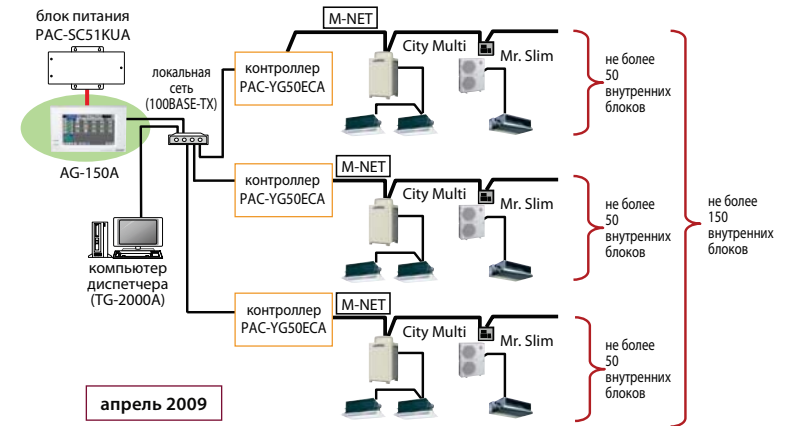 блок питания
PAC-SC51KUA
AG-150A
локальная
сеть
(100BASE-TX)
компьютер
диспетчера
(TG-2000A)
контроллер
PAC-YG50ECA
M-NET
City Multi
Mr. Slim
не более
50
внутренних
блоков
контроллер
PAC-YG50ECA
M-NET
City Multi
Mr. Slim
не более
50
внутренних
блоков
не более
150
внутренних
блоков
контроллер
PAC-YG50ECA
M-NET
City Multi
Mr. Slim
не более
50
внутренних
блоков
апрель 2009